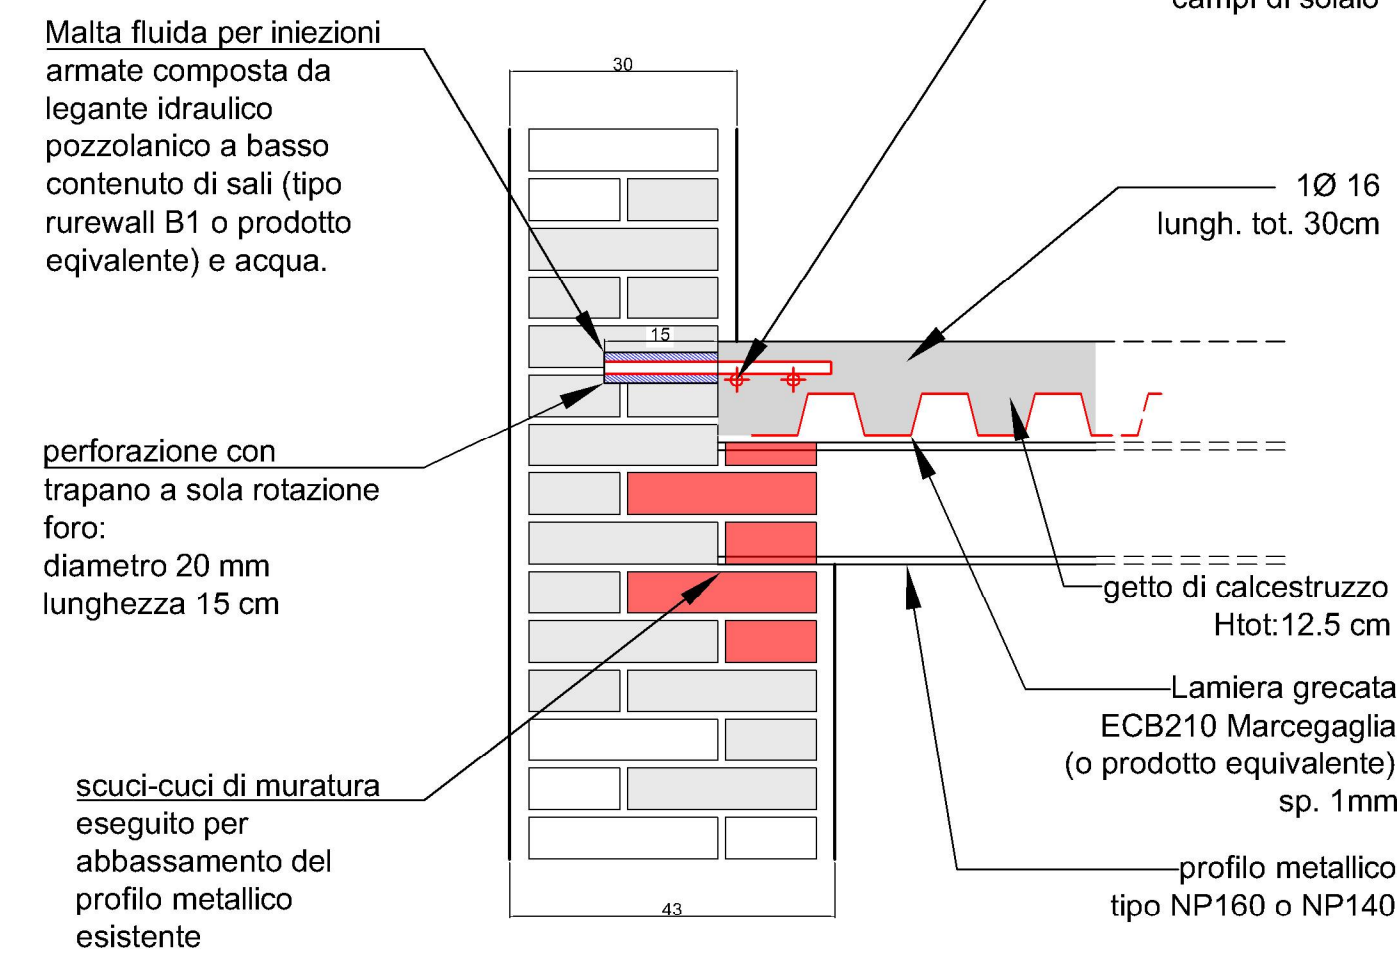 campi di solaio
Malta fluida per iniezioni
armate composta da
legante idraulico
pozzolanico a basso
contenuto di sali (tipo
rurewall B1 o prodotto
eqivalente) e acqua.
30
1Ø 16
lungh. tot. 30cm
15
perforazione con
trapano a sola rotazione
foro:
diametro 20 mm
lunghezza 15 cm
getto di calcestruzzo
Htot:12.5 cm
Lamiera grecata
ECB210 Marcegaglia
(o prodotto equivalente)
sp. 1mm
scuci-cuci di muratura
eseguito per
abbassamento del
profilo metallico
esistente
profilo metallico
tipo NP160 o NP140
43